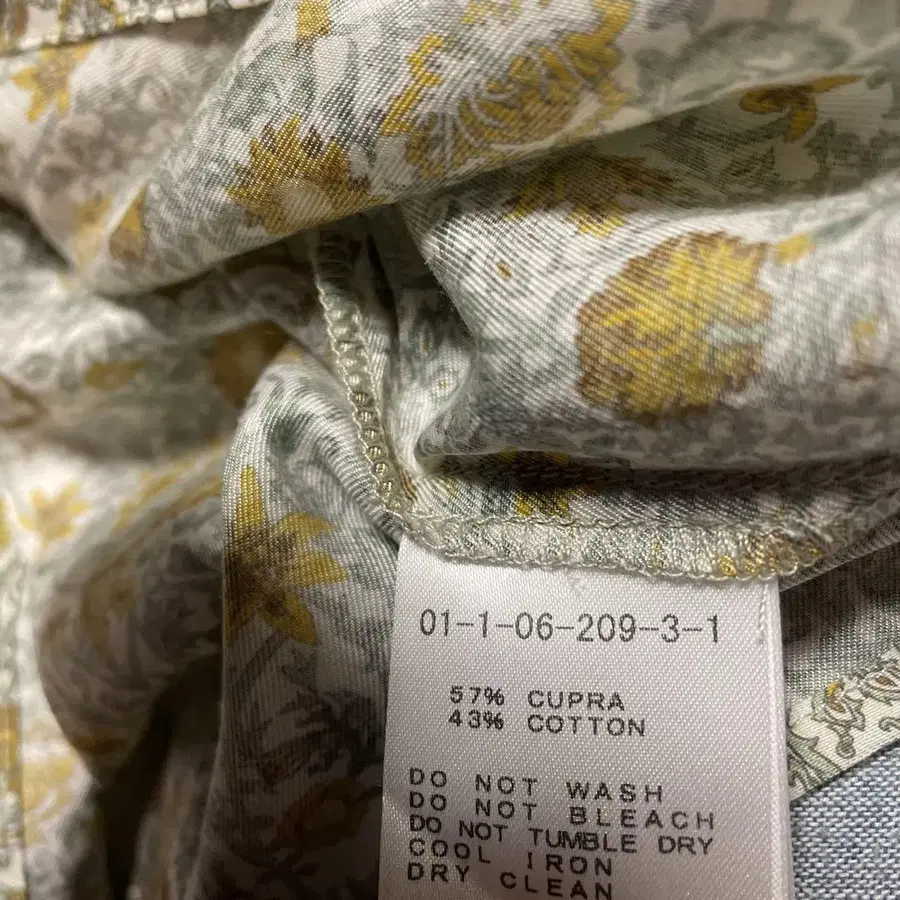 01-1-06-209-3-1
57% CUPRA
43% COTTON
DO NOT WASH
DO NOT BLEACH
DO NOT TUMBLE DRY
COOL IRON
DRY CLEAN